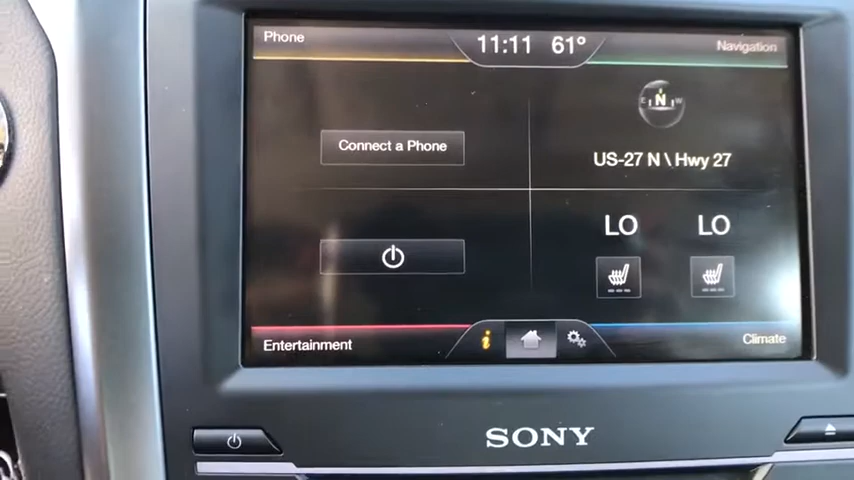 Phone
11:11 61°
Navigation
E N W
Connect a Phone
US-27 N \ Hwy 27
LO LO
Entertainment
i
Climate
SONY